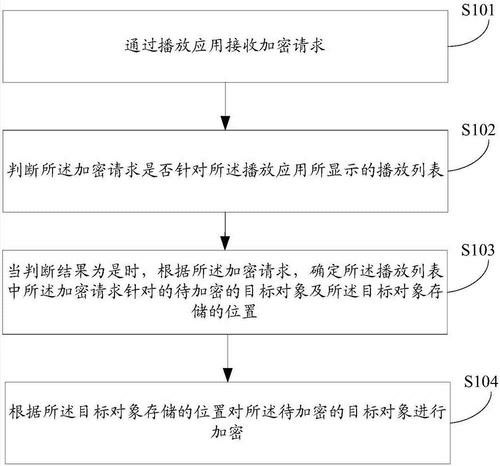 S101
通过播放应用接收加密请求
S102
判断所述加密请求是否针对所述播放应用所显示的播放列表
S103
当判断结果为是时，根据所述加密请求，确定所述播放列表
中所述加密请求针对的待加密的目标对象及所述目标对象存
储的位置
S104
根据所述目标对象存储的位置对所述待加密的目标对象进行
加密